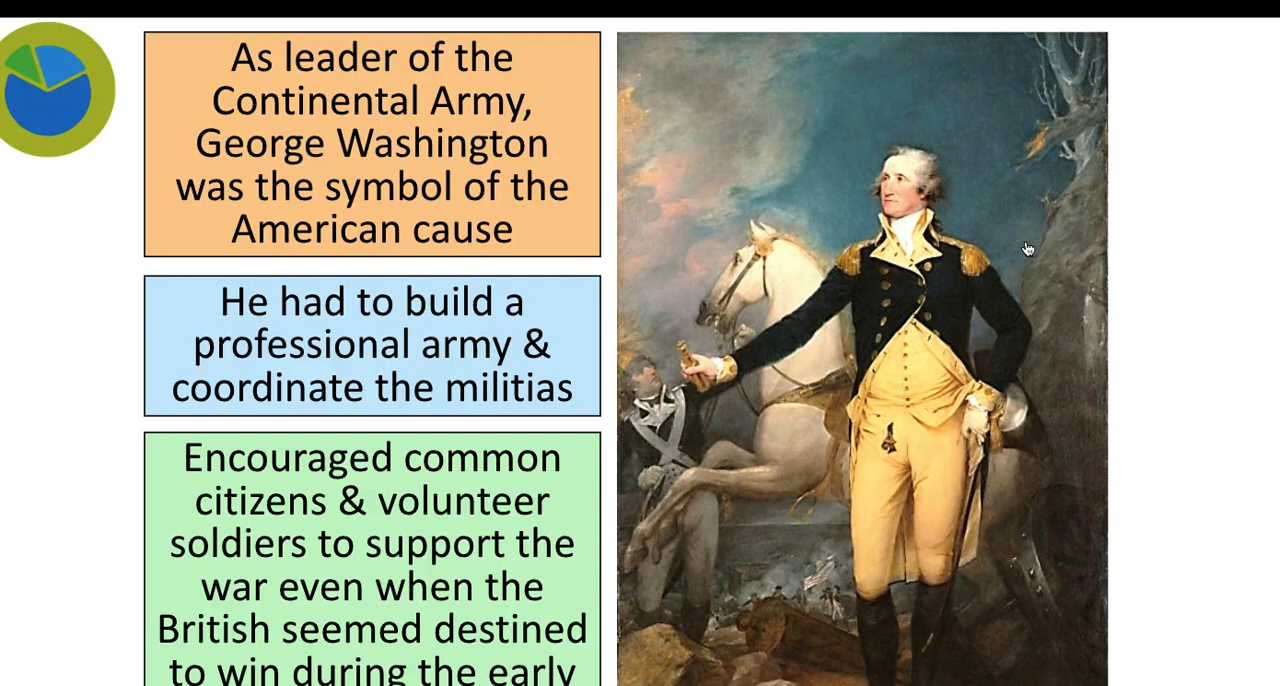 As leader of the
Continental Army,
George Washington
was the symbol of the
American cause
He had to build a
professional army &
coordinate the militias
Encouraged common
citizens & volunteer
soldiers to support the
war even when the
British seemed destined
to win during the early